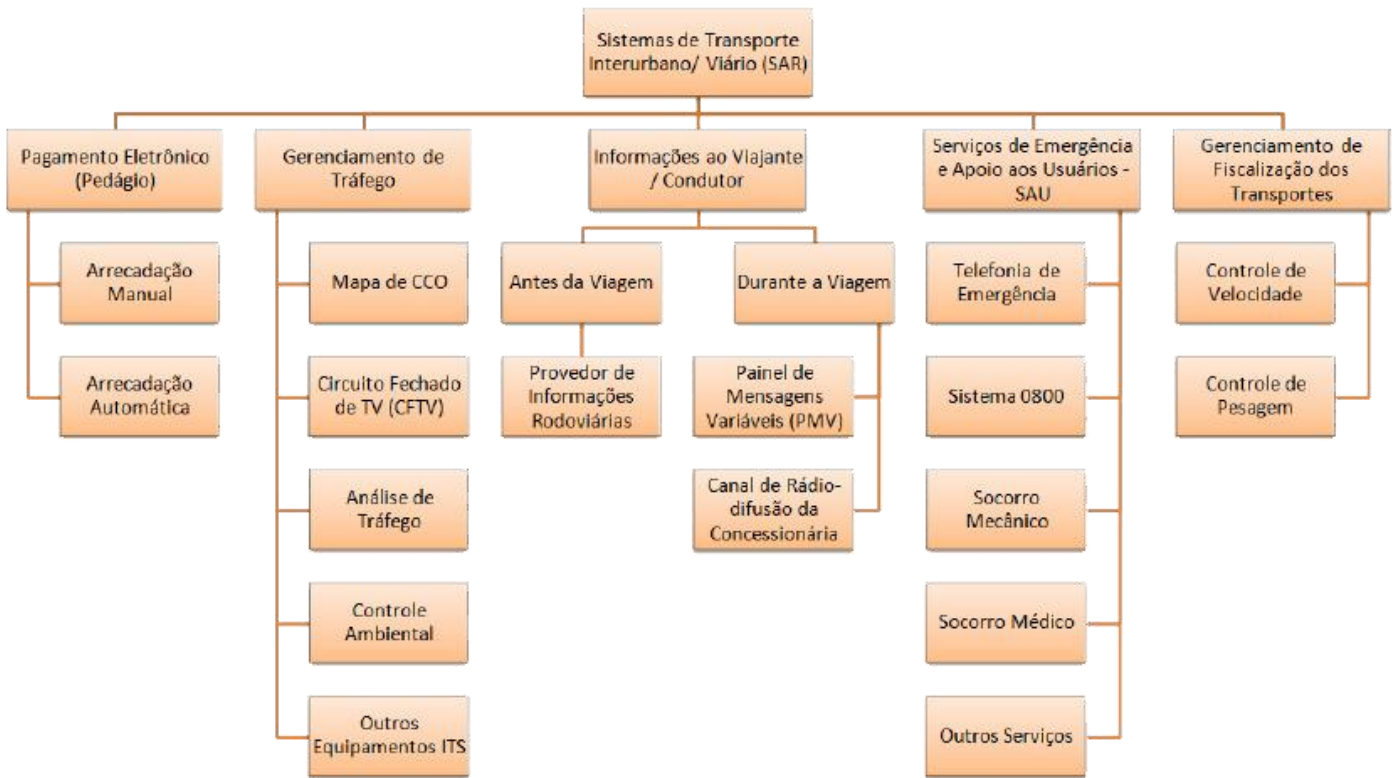 Sistemas de Transporte
Interurbano/ Viário (SAR)
Pagamento Eletrônico
(Pedágio)
Gerenciamento de
Tráfego
Informações ao Viajante
/ Condutor
Serviços de Emergência
e Apoio aos Usuários -
SAU
Gerenciamento de
Fiscalização dos
Transportes
Arrecadação
Manual
Arrecadação
Automática
Mapa de CCO
Circuito Fechado
de TV (CFTV)
Análise de
Tráfego
Controle
Ambiental
Outros
Equipamentos ITS
Antes da Viagem
Provedor de
Informações
Rodoviárias
Durante a Viagem
Painel de
Mensagens
Variáveis (PMV)
Canal de Rádio-
difusão da
Concessionária
Telefonia de
Emergência
Sistema 0800
Socorro
Mecânico
Socorro Médico
Outros Serviços
Controle de
Velocidade
Controle de
Pesagem